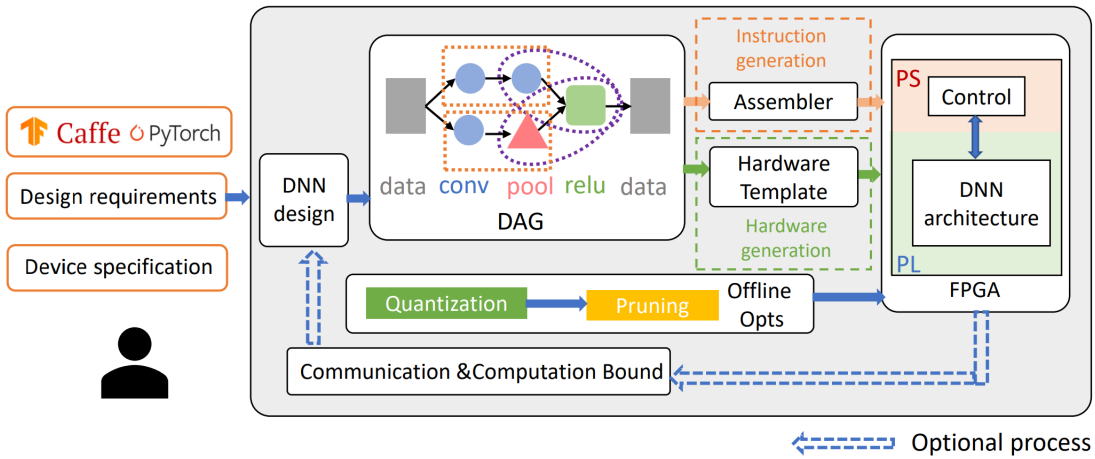 Caffe
PyTorch
Design requirements
Device specification
DNN
design
data
conv
pool
relu
data
DAG
Instruction
generation
Assembler
Hardware
Template
Hardware
generation
PS
Control
DNN
architecture
PL
FPGA
Quantization
Pruning
Offline
Opts
Communication &Computation Bound
Optional process